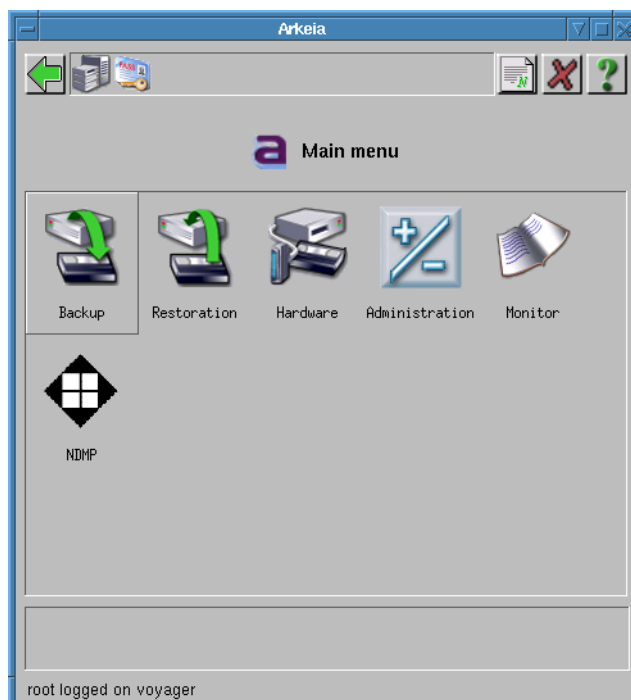 Arkeia
a Main menu
Backup Restoration Hardware Administration Monitor
NDMP
root logged on voyager